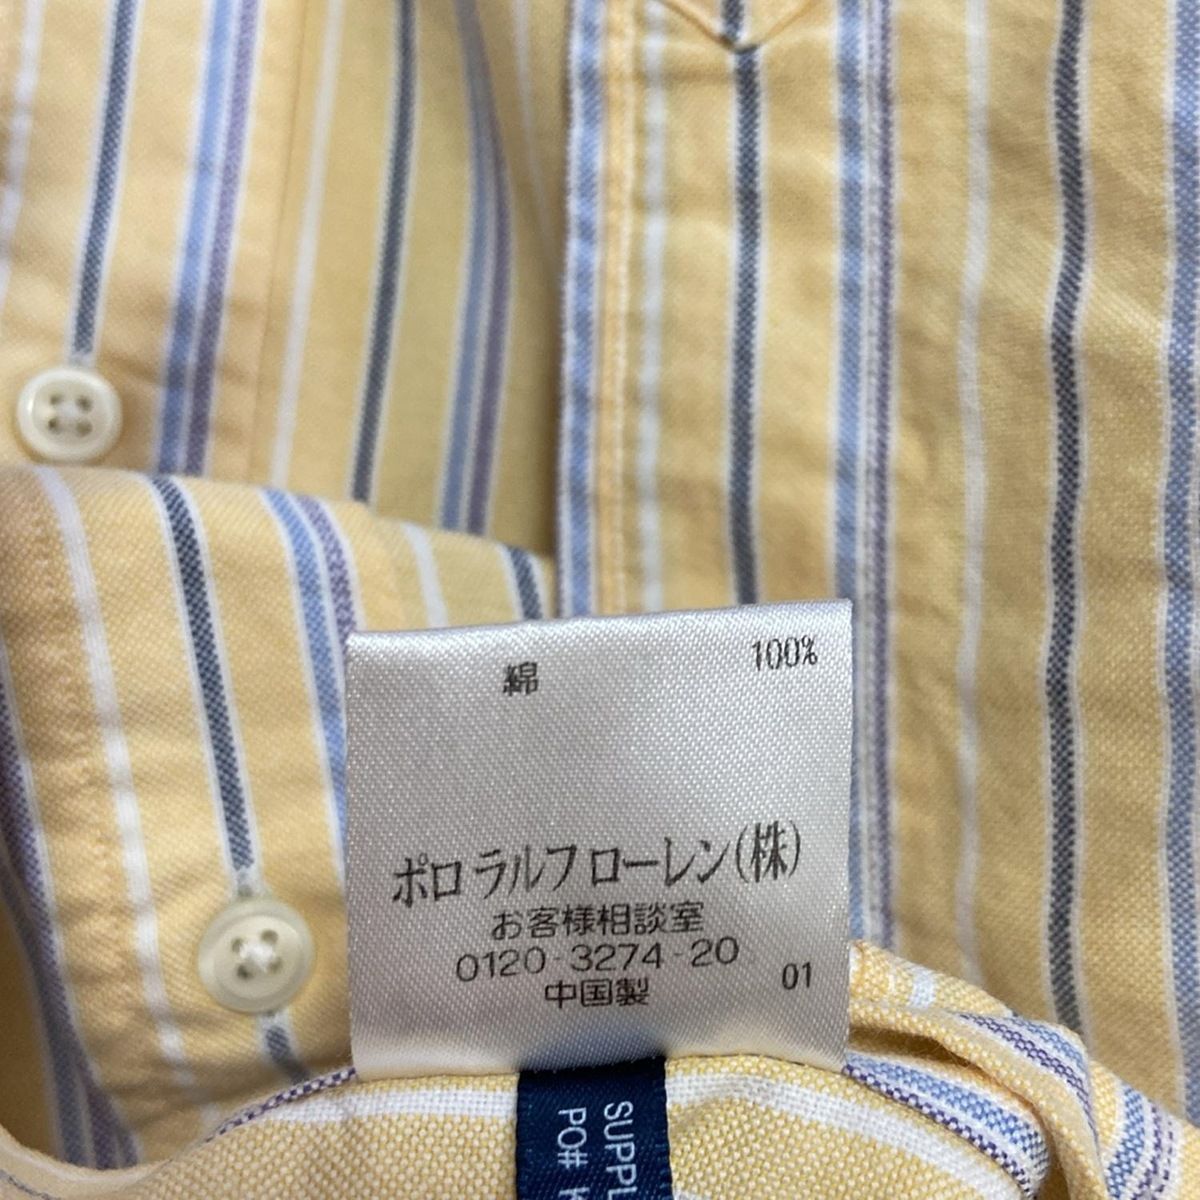 綿 100%
ポロ ラルフ ローレン(株)
お客様相談室
0120-3274-20
中国製 01
SUPPL
PO#